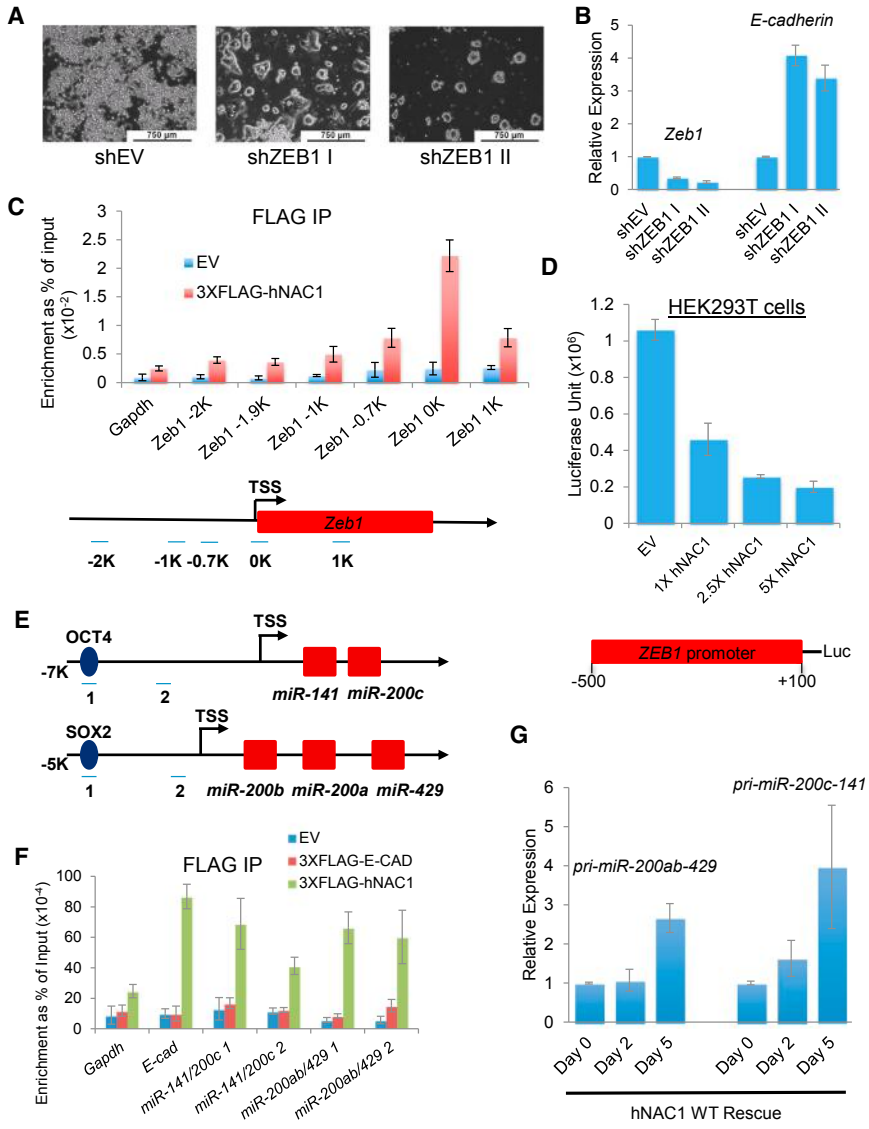 A
750 µm
750 µm
750 µm
shEV
shZEB1 I
shZEB1 II
B
Relative Expression
5
4
3
2
1
0
Zeb1
E-cadherin
shEV
shZEB1 I
shZEB1 II
shEV
shZEB1 I
shZEB1 II
C
FLAG IP
Enrichment as % of input
(x10-2)
3
2.5
2
1.5
1
0.5
0
EV
3XFLAG-hNAC1
Gapdh
Zeb1 -2K
Zeb1 -1.9K
Zeb1 -1K
Zeb1 -0.7K
Zeb1 0K
Zeb1 1K
TSS
Zeb1
-2K
-1K
-0.7K
0K
1K
D
HEK293T cells
Luciferase Unit (x10⁶)
1.2
1
0.8
0.6
0.4
0.2
0
EV
1X hNAC1
2.5X hNAC1
5X hNAC1
ZEB1 promoter
Luc
-500
+100
E
OCT4
TSS
-7K
1
2
miR-141
miR-200c
SOX2
TSS
-5K
1
2
miR-200b
miR-200a
miR-429
F
FLAG IP
EV
3XFLAG-E-CAD
3XFLAG-hNAC1
Enrichment as % of Input (x10-4)
100
80
60
40
20
0
Gapdh
E-cad
miR-141/200c 1
miR-141/200c 2
miR-200ab/429 1
miR-200ab/429 2
G
Relative Expression
6
5
4
3
2
1
0
pri-miR-200c-141
pri-miR-200ab-429
Day 0
Day 2
Day 5
Day 0
Day 2
Day 5
hNAC1 WT Rescue